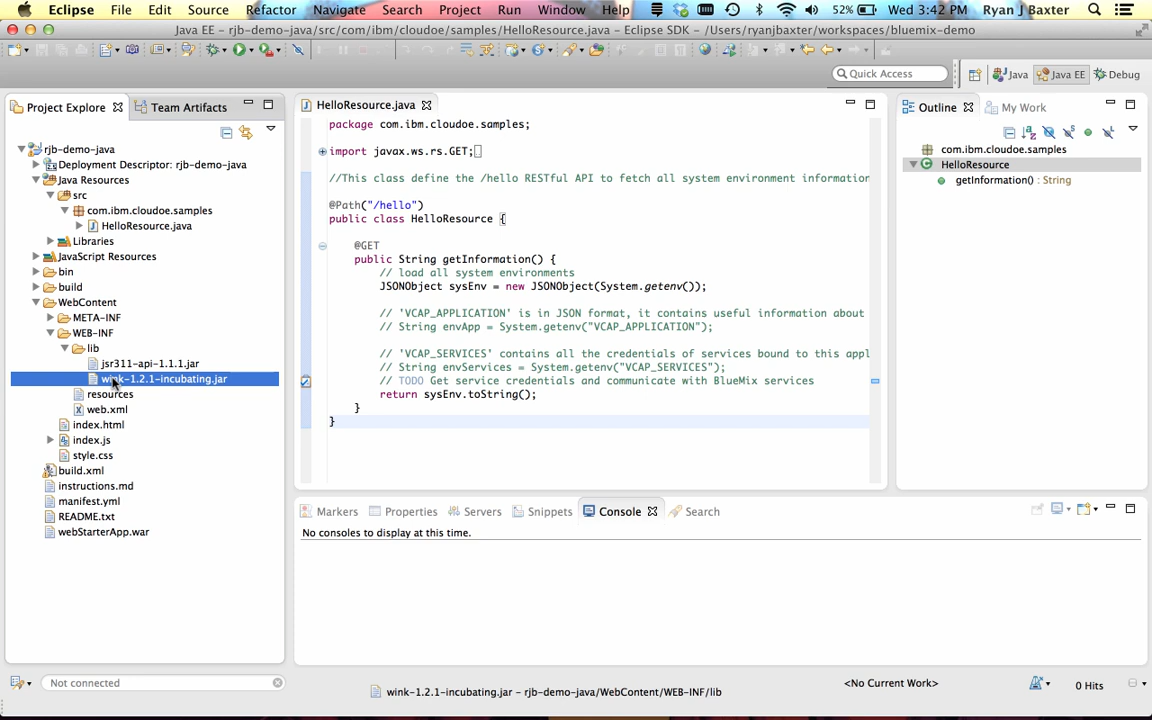 Eclipse File Edit Source Refactor Navigate Search Project Run Window Help 52% Wed 3:42 PM Ryan J Baxter
Java EE - rjb-demo-java/src/com/ibm/cloudoe/samples/HelloResource.java - Eclipse SDK - /Users/ryanjbaxter/workspaces/bluemix-demo
Quick Access Java Java EE Debug
Project Explore Team Artifacts
rjb-demo-java
Deployment Descriptor: rjb-demo-java
Java Resources
src
com.ibm.cloudoe.samples
HelloResource.java
Libraries
JavaScript Resources
bin
build
WebContent
META-INF
WEB-INF
lib
jsr311-api-1.1.1.jar
wink-1.2.1-incubating.jar
resources
web.xml
index.html
index.js
style.css
build.xml
instructions.md
manifest.yml
README.txt
webStarterApp.war
HelloResource.java
package com.ibm.cloudoe.samples;
import javax.ws.rs.GET;
//This class define the /hello RESTful API to fetch all system environment information
@Path("/hello")
public class HelloResource {
@GET
public String getInformation() {
// load all system environments
JSONObject sysEnv = new JSONObject(System.getenv());
// 'VCAP_APPLICATION' is in JSON format, it contains useful information about
// String envApp = System.getenv("VCAP_APPLICATION");
// 'VCAP_SERVICES' contains all the credentials of services bound to this appl
// String envServices = System.getenv("VCAP_SERVICES");
// TODO Get service credentials and communicate with BlueMix services
return sysEnv.toString();
}
}
Outline My Work
com.ibm.cloudoe.samples
HelloResource
getInformation() : String
Markers Properties Servers Snippets Console Search
No consoles to display at this time.
Not connected
wink-1.2.1-incubating.jar - rjb-demo-java/WebContent/WEB-INF/lib
<No Current Work>
0 Hits